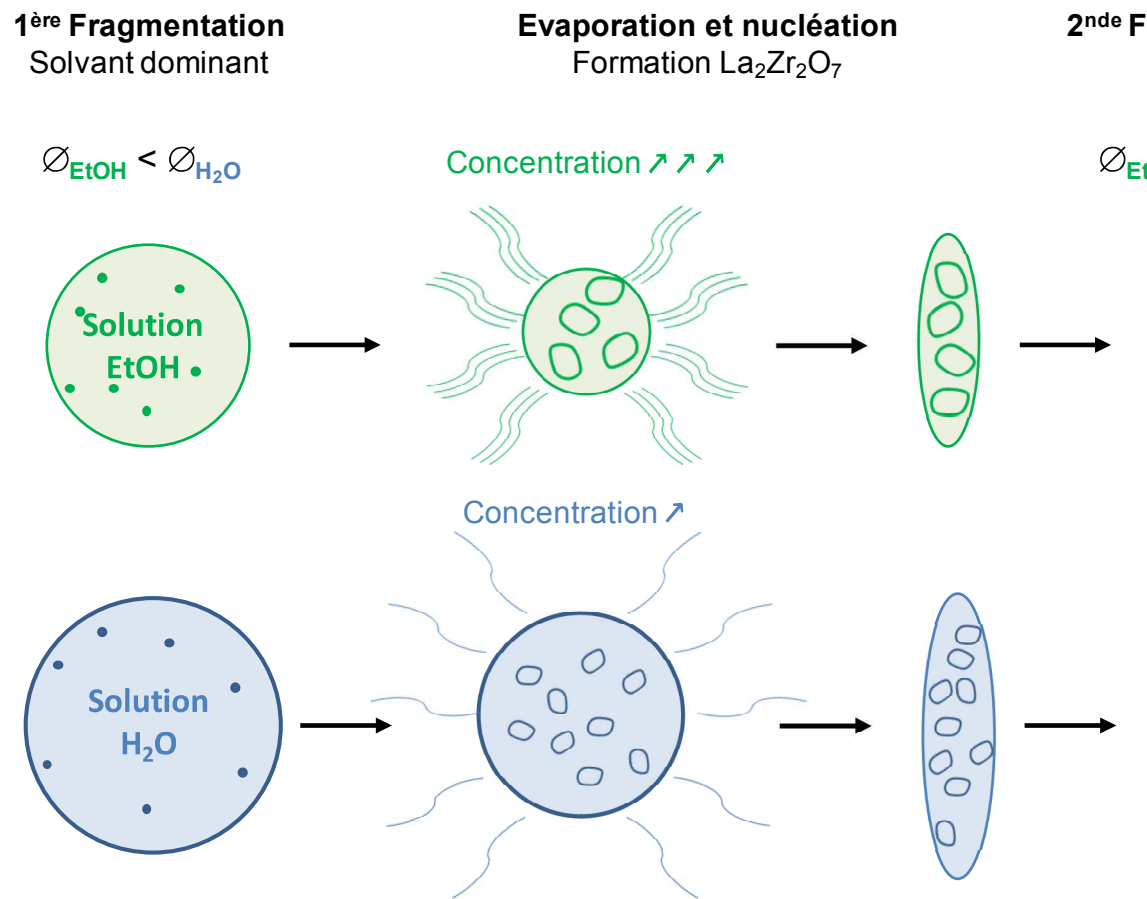 1ère Fragmentation
Solvant dominant
Evaporation et nucléation
Formation La₂Zr₂O₇
2nde F
∅EtOH < ∅H₂O
Concentration ↗ ↗ ↗
∅Et
Solution
EtOH
Concentration ↗
Solution
H₂O